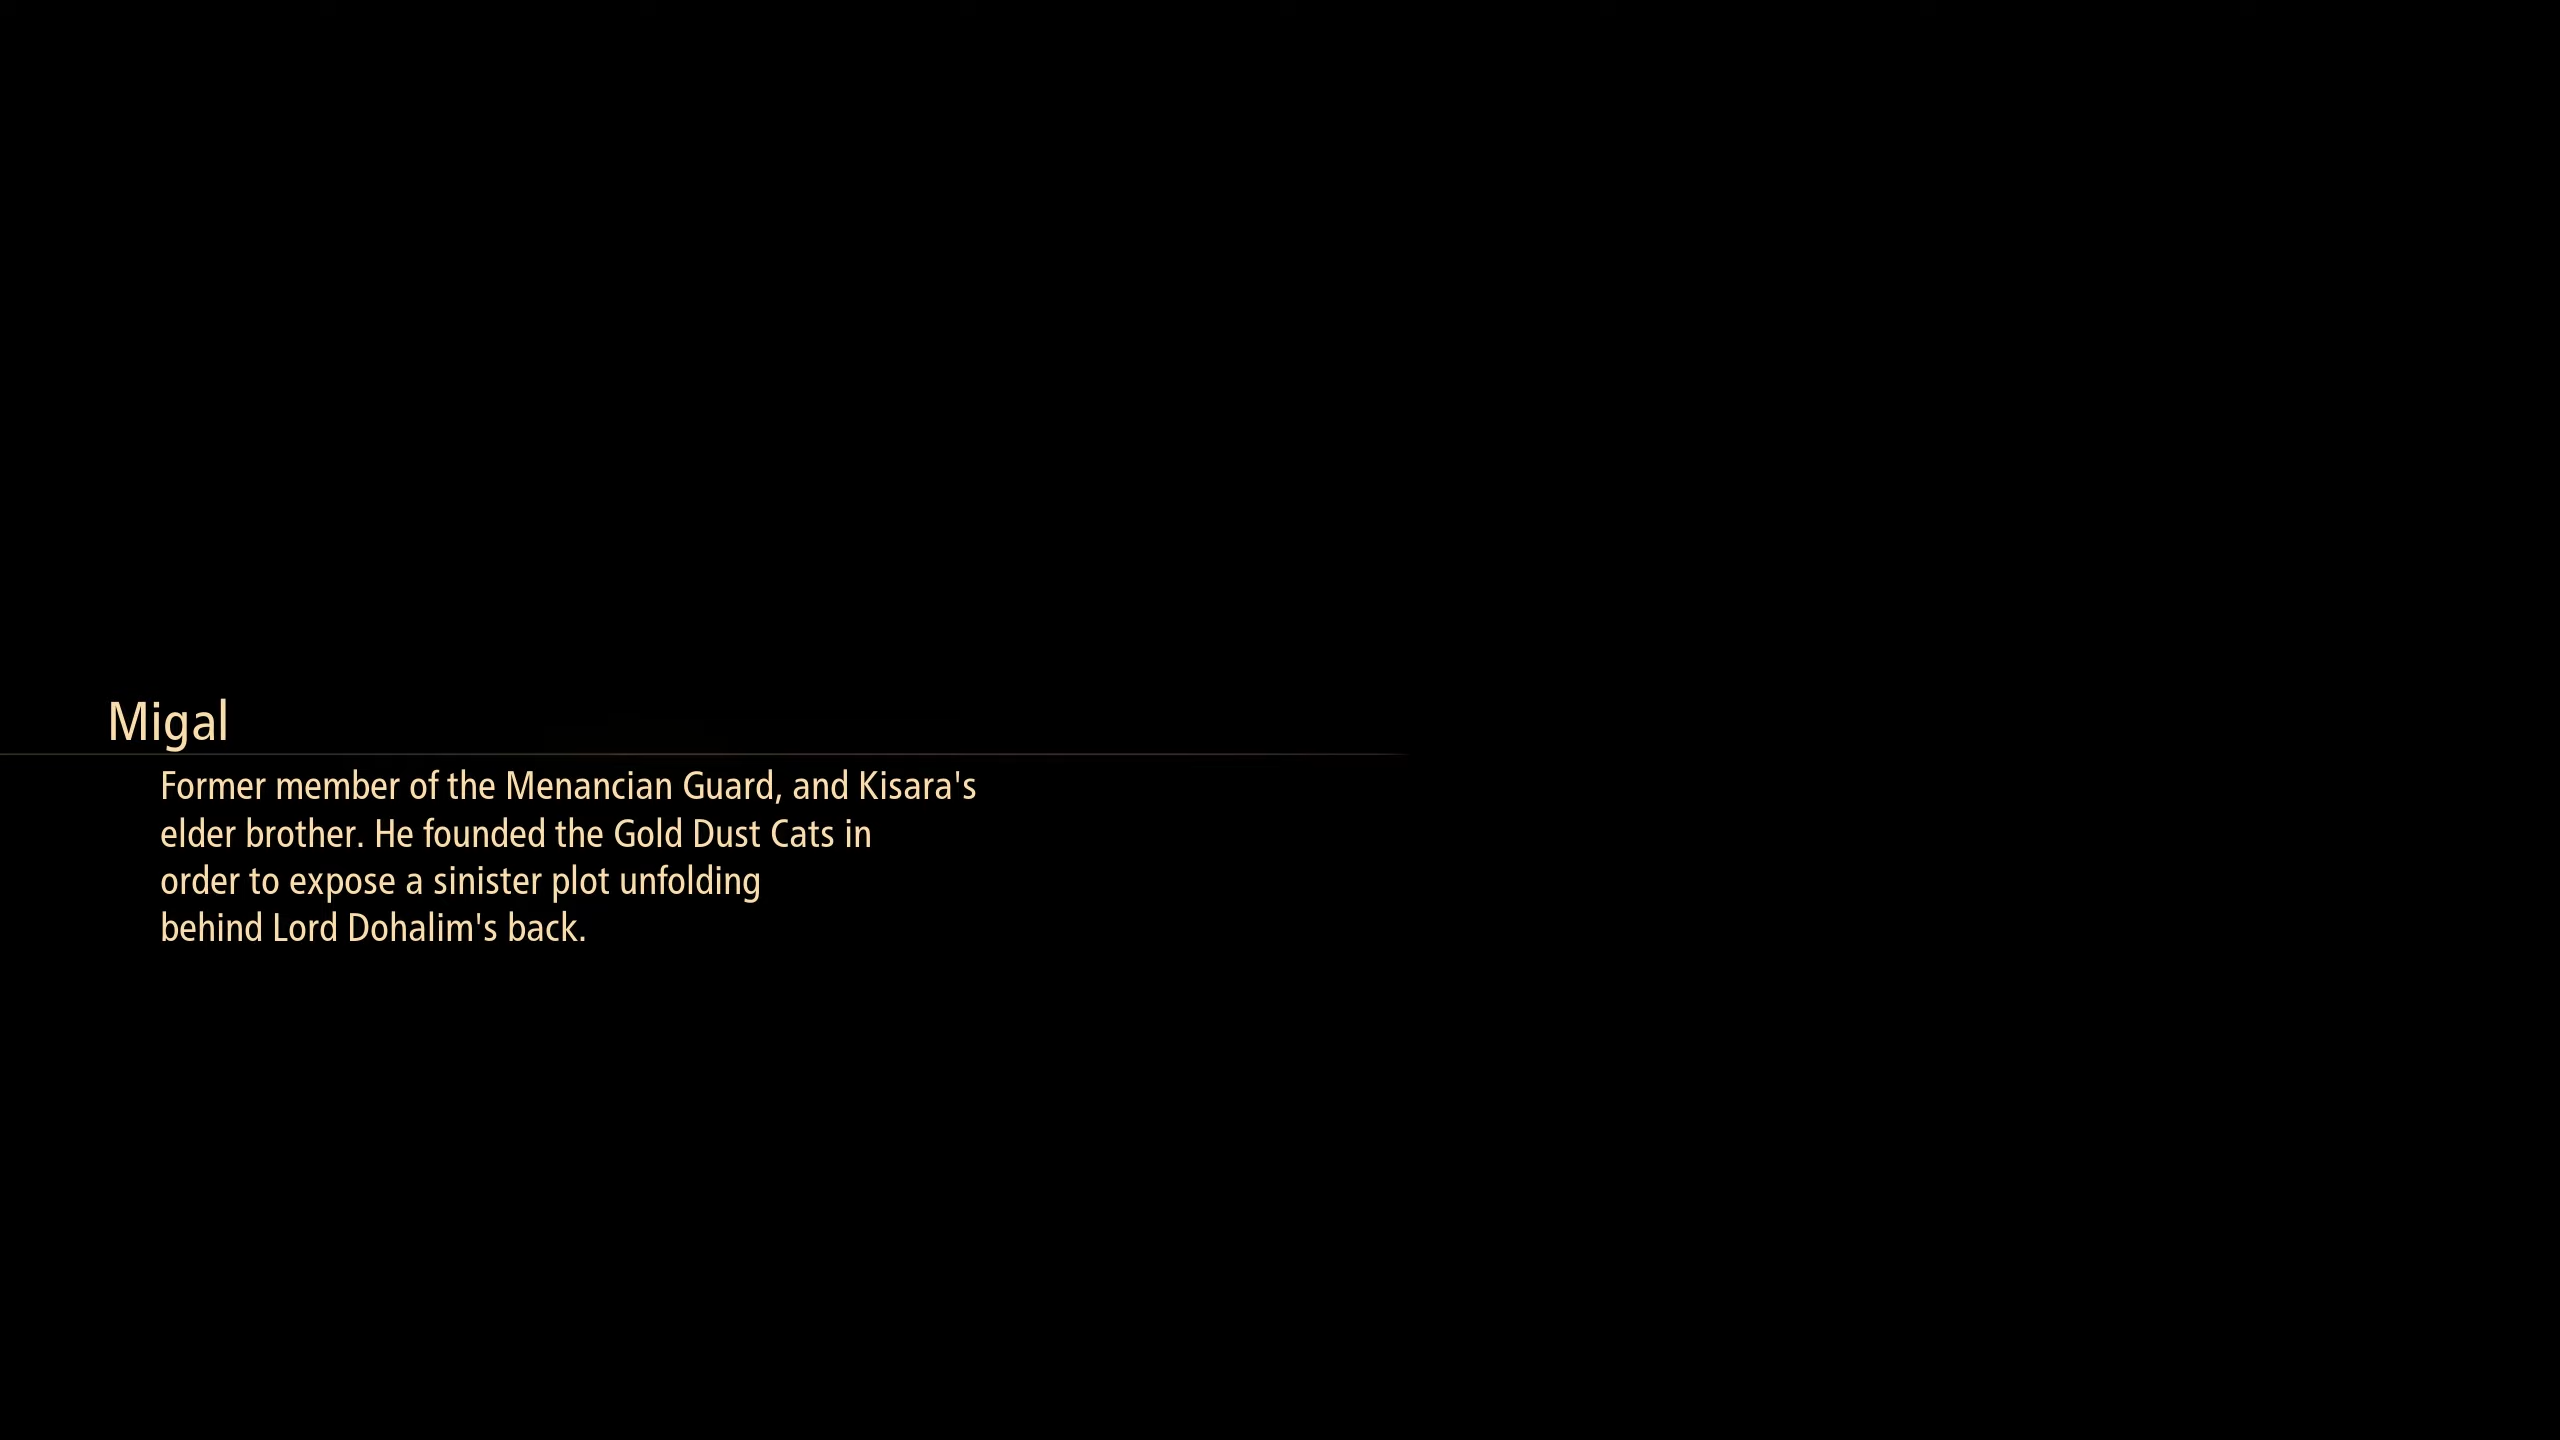 Migal
Former member of the Menancian Guard, and Kisara's
elder brother. He founded the Gold Dust Cats in
order to expose a sinister plot unfolding
behind Lord Dohalim's back.